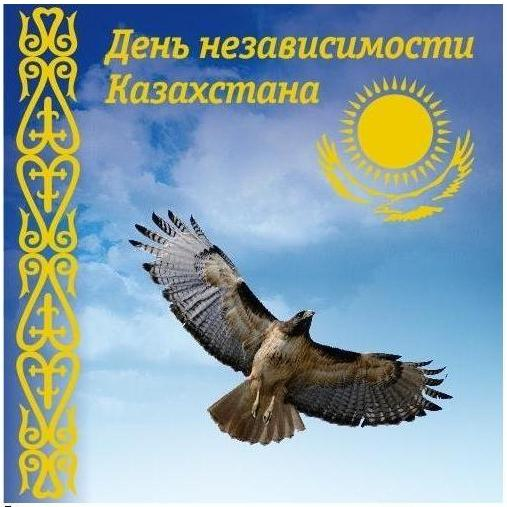 День независимости
Казахстана